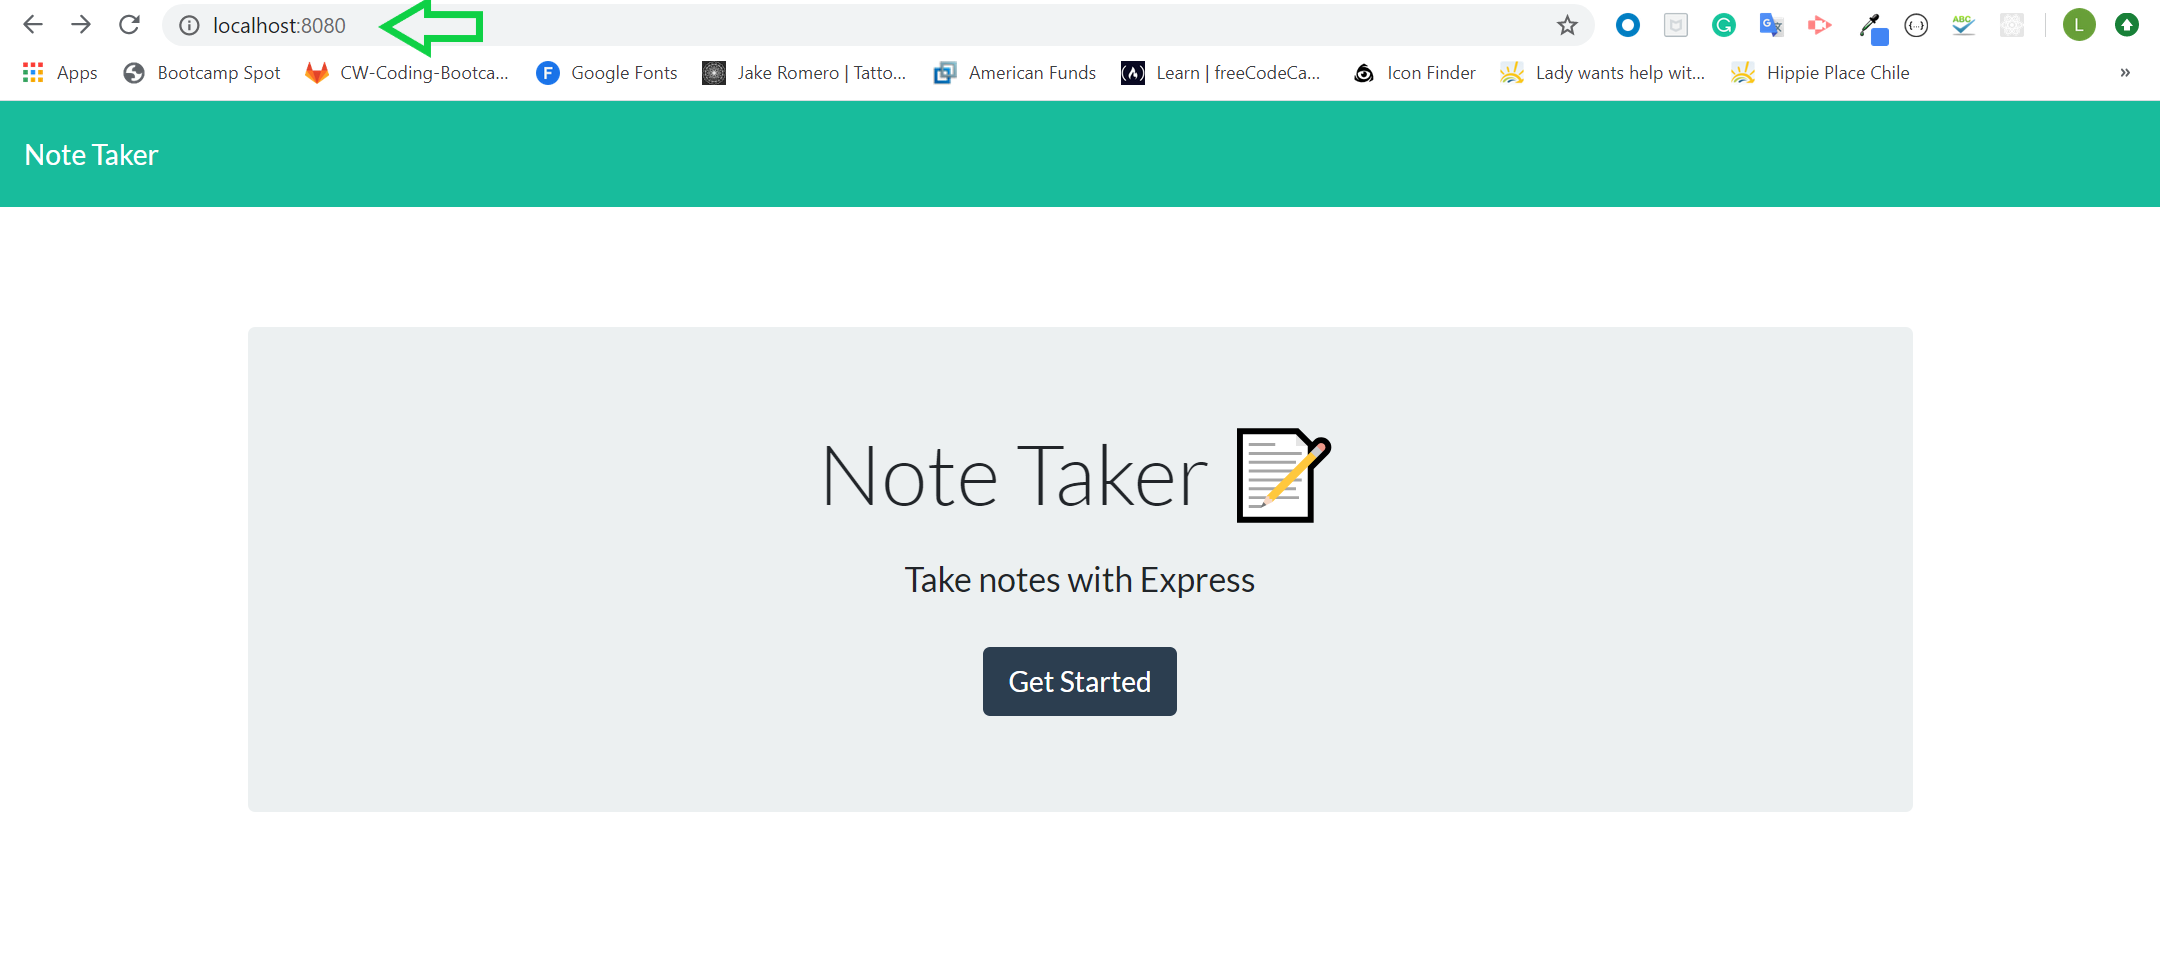 localhost:8080
Apps Bootcamp Spot CW-Coding-Bootca... F Google Fonts Jake Romero | Tatto... American Funds Learn | freeCodeCa... Icon Finder Lady wants help wit... Hippie Place Chile »
ABC
G
L
Note Taker
Note Taker
Take notes with Express
Get Started